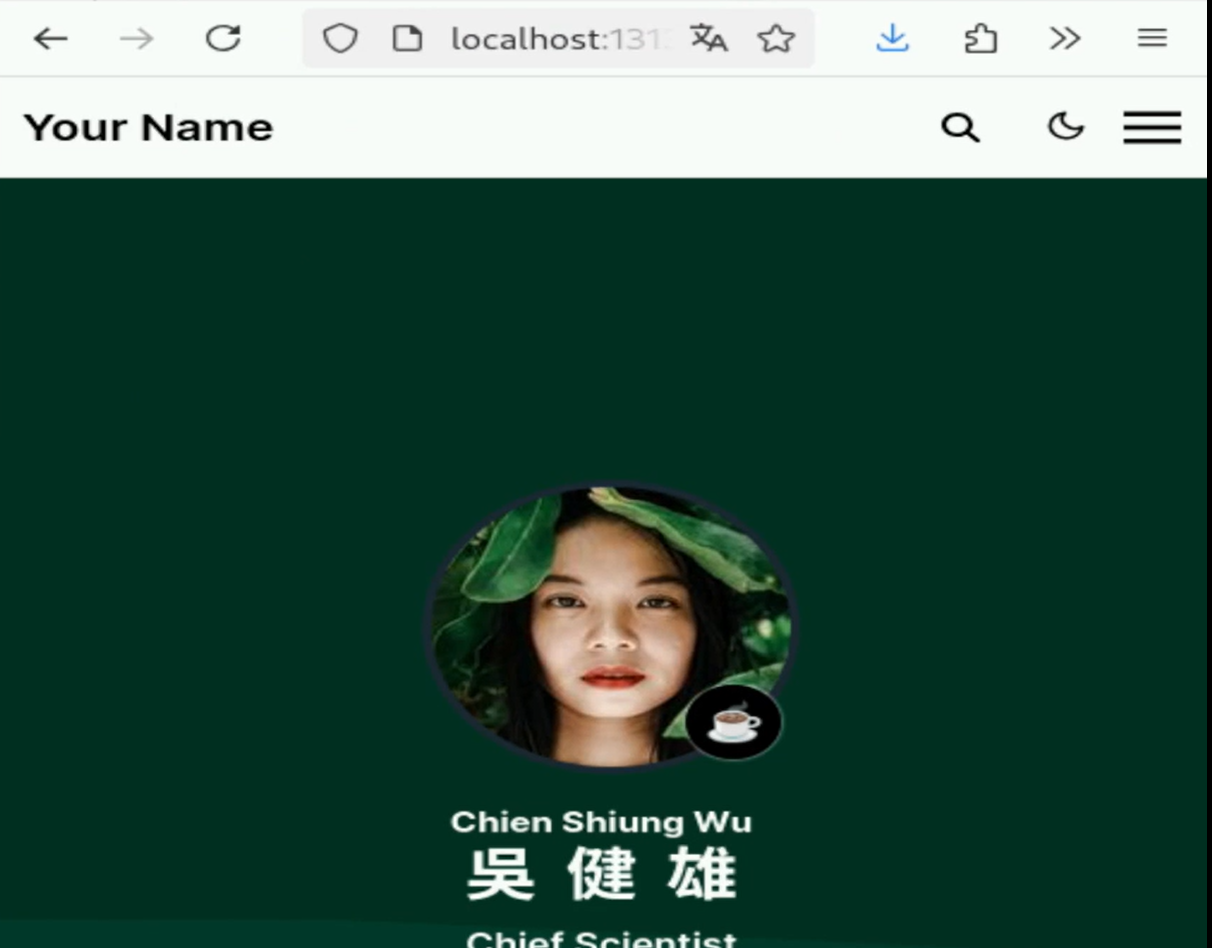 localhost:131
Your Name
Chien Shiung Wu
吳 健 雄
Chief Scientist